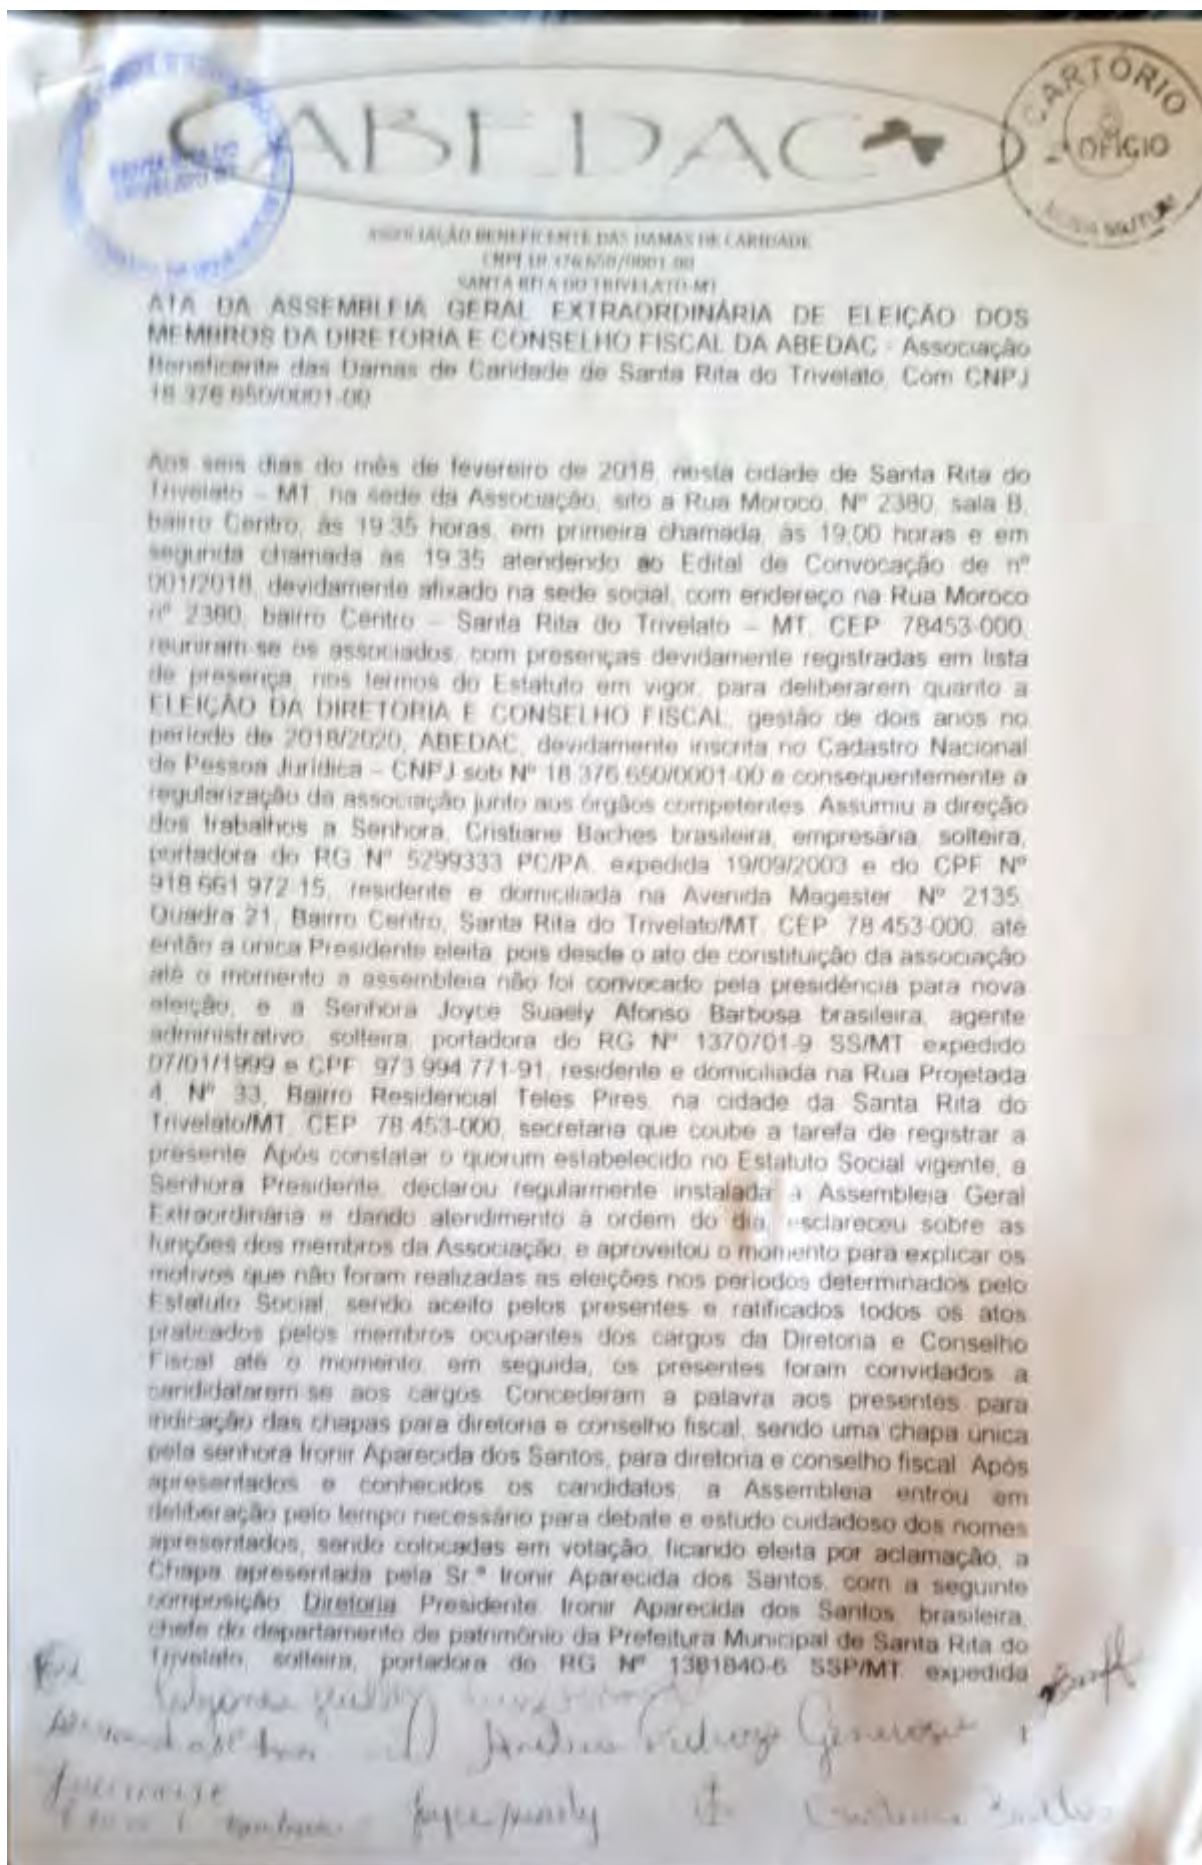 ABEDAC
CARTÓRIO
2º OFÍCIO
ASSOCIAÇÃO BENEFICENTE DAS DAMAS DE CARIDADE
CNPJ 18.376.650/0001-00
SANTA RITA DO TRIVELATO-MT
ATA DA ASSEMBLEIA GERAL EXTRAORDINÁRIA DE ELEIÇÃO DOS
MEMBROS DA DIRETORIA E CONSELHO FISCAL DA ABEDAC - Associação
Beneficente das Damas de Caridade de Santa Rita do Trivelato, Com CNPJ
18.376.650/0001-00
Aos seis dias do mês de fevereiro de 2018, nesta cidade de Santa Rita do
Trivelato – MT, na sede da Associação, sito a Rua Moroco, Nº 2380, sala B,
bairro Centro, às 19:35 horas, em primeira chamada, às 19:00 horas e em
segunda chamada as 19:35 atendendo ao Edital de Convocação de nº
001/2018, devidamente afixado na sede social, com endereço na Rua Moroco
nº 2380, bairro Centro – Santa Rita do Trivelato – MT, CEP 78453-000,
reuniram-se os associados, com presenças devidamente registradas em lista
de presença, nos termos do Estatuto em vigor, para deliberarem quanto a
ELEIÇÃO DA DIRETORIA E CONSELHO FISCAL, gestão de dois anos no
período de 2018/2020, ABEDAC, devidamente inscrita no Cadastro Nacional
de Pessoa Jurídica – CNPJ sob Nº 18.376.650/0001-00 e consequentemente a
regularização da associação junto aos órgãos competentes. Assumiu a direção
dos trabalhos a Senhora, Cristiane Baches brasileira, empresária, solteira,
portadora do RG Nº 5299333 PC/PA, expedida 19/09/2003 e do CPF Nº
918.661.972-15, residente e domiciliada na Avenida Magester Nº 2135,
Quadra 21, Bairro Centro, Santa Rita do Trivelato/MT, CEP 78.453-000, até
então a única Presidente eleita, pois desde o ato de constituição da associação
até o momento a assembleia não foi convocado pela presidência para nova
eleição, e a Senhora Joyce Suaely Afonso Barbosa brasileira, agente
administrativo, solteira, portadora do RG Nº 1370701-9 SS/MT expedido
07/01/1999 e CPF 973.994.771-91, residente e domiciliada na Rua Projetada
4, Nº 33, Bairro Residencial Teles Pires, na cidade da Santa Rita do
Trivelato/MT, CEP 78.453-000, secretaria que coube a tarefa de registrar a
presente. Após constatar o quorum estabelecido no Estatuto Social vigente, a
Senhora Presidente, declarou regularmente instalada a Assembleia Geral
Extraordinária e dando atendimento à ordem do dia, esclareceu sobre as
funções dos membros da Associação, e aproveitou o momento para explicar os
motivos que não foram realizadas as eleições nos períodos determinados pelo
Estatuto Social, sendo aceito pelos presentes e ratificados todos os atos
praticados pelos membros ocupantes dos cargos da Diretoria e Conselho
Fiscal até o momento, em seguida, os presentes foram convidados a
candidatarem-se aos cargos. Concederam a palavra aos presentes para
indicação das chapas para diretoria e conselho fiscal, sendo uma chapa única
pela senhora Ironir Aparecida dos Santos, para diretoria e conselho fiscal. Após
apresentados e conhecidos os candidatos, a Assembleia entrou em
deliberação pelo tempo necessário para debate e estudo cuidadoso dos nomes
apresentados, sendo colocadas em votação, ficando eleita por aclamação, a
Chapa apresentada pela Sr.ª Ironir Aparecida dos Santos, com a seguinte
composição Diretoria Presidente, Ironir Aparecida dos Santos, brasileira,
chefe do departamento de patrimônio da Prefeitura Municipal de Santa Rita do
Trivelato, solteira, portadora do RG Nº 1381840-6 SSP/MT expedida